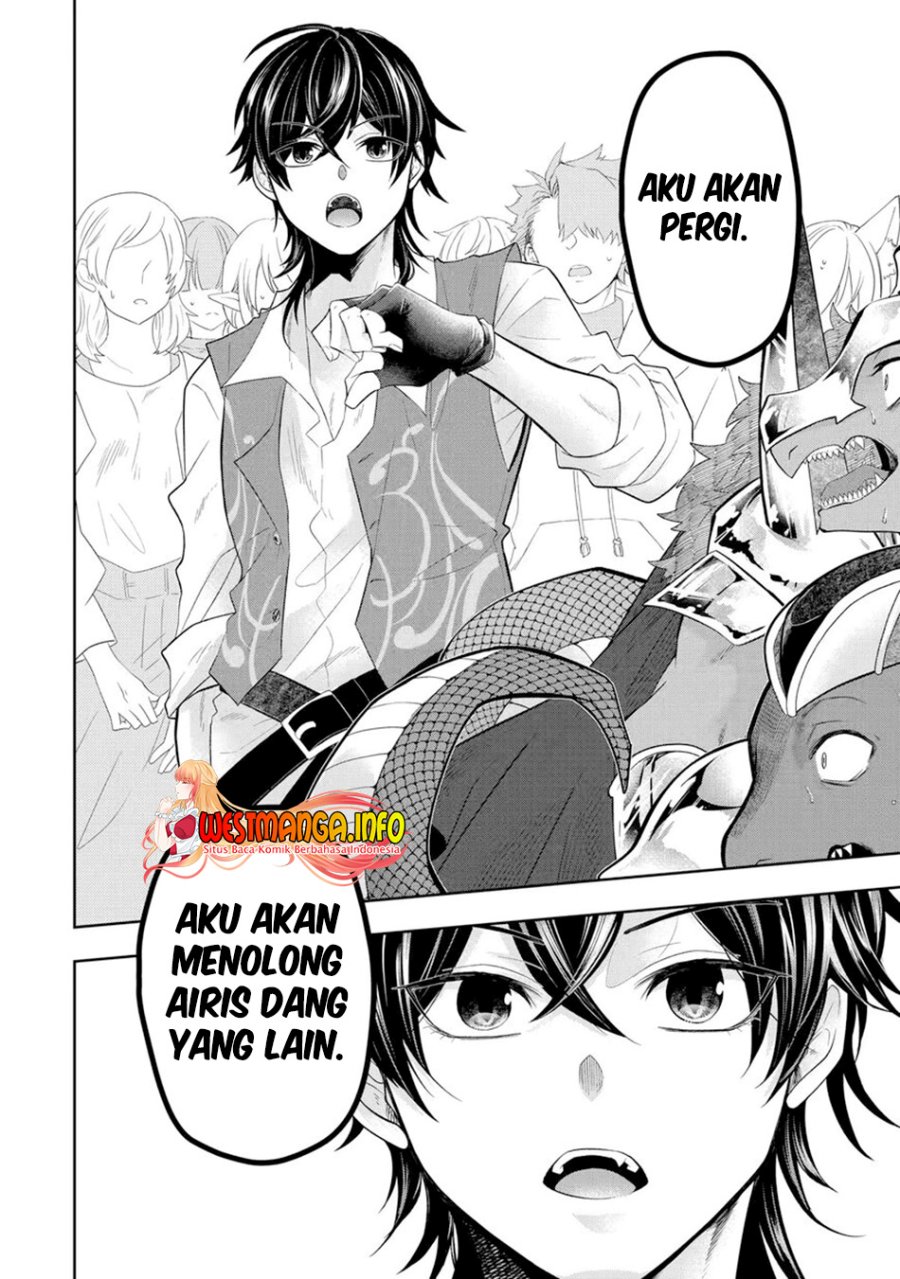 AKU AKAN
PERGI.
WESTMANGA.INFO
Situs Baca Komik Berbahasa Indonesia
AKU AKAN
MENOLONG
AIRIS DANG
YANG LAIN.